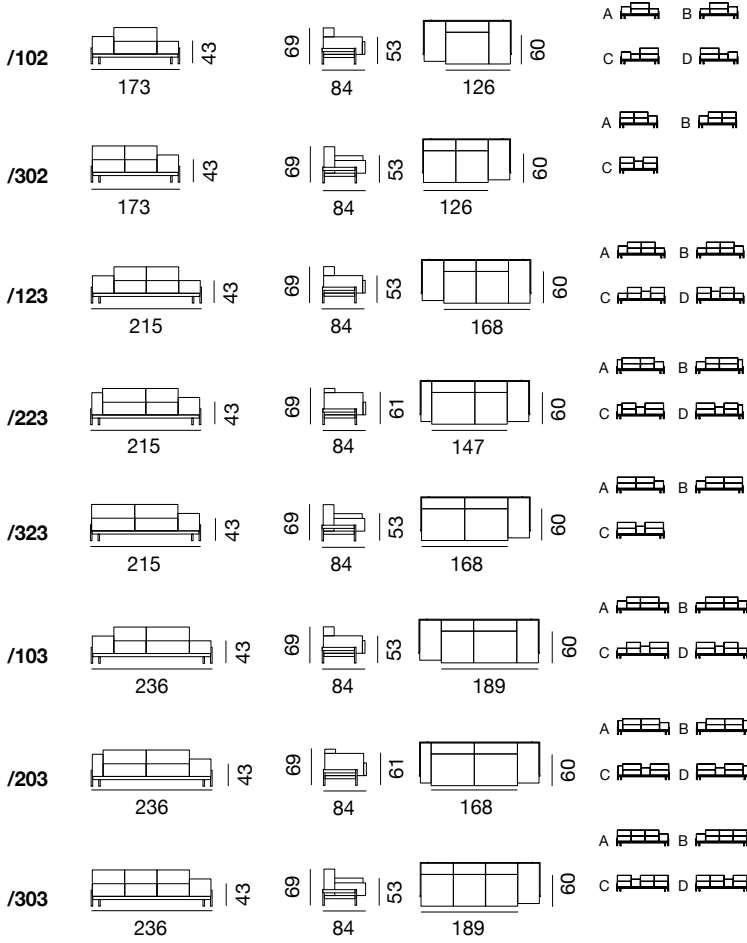 A B
/102 43 69 53 60
C D
173 84 126
A B
/302 43 69 53 60
C
173 84 126
A B
/123 43 69 53 60
C D
215 84 168
A B
/223 43 69 61 60
C D
215 84 147
A B
/323 43 69 53 60
C
215 84 168
A B
/103 43 69 53 60
C D
236 84 189
A B
/203 43 69 61 60
C D
236 84 168
A B
/303 43 69 53 60
C D
236 84 189